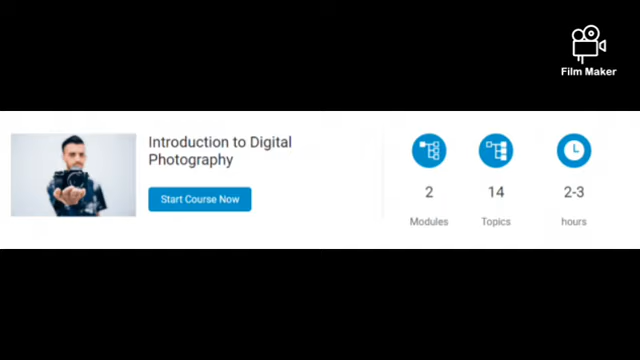 Film Maker
Introduction to Digital
Photography
Start Course Now
2
14
2-3
Modules
Topics
hours